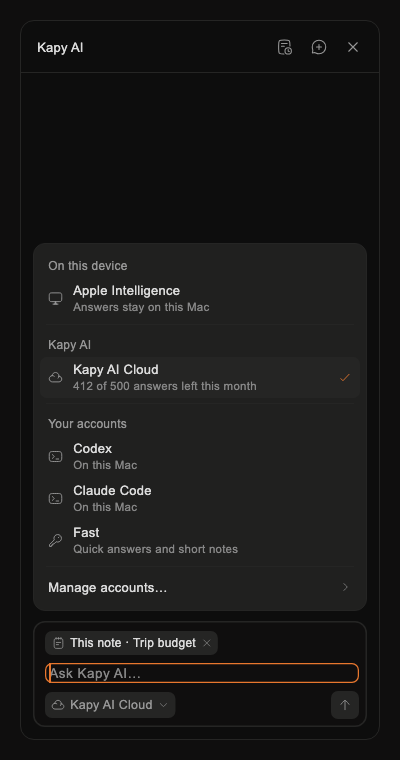 Kapy AI
On this device
Apple Intelligence
Answers stay on this Mac
Kapy AI
Kapy AI Cloud
412 of 500 answers left this month
Your accounts
Codex
On this Mac
Claude Code
On this Mac
Fast
Quick answers and short notes
Manage accounts...
This note · Trip budget
Ask Kapy AI...
Kapy AI Cloud